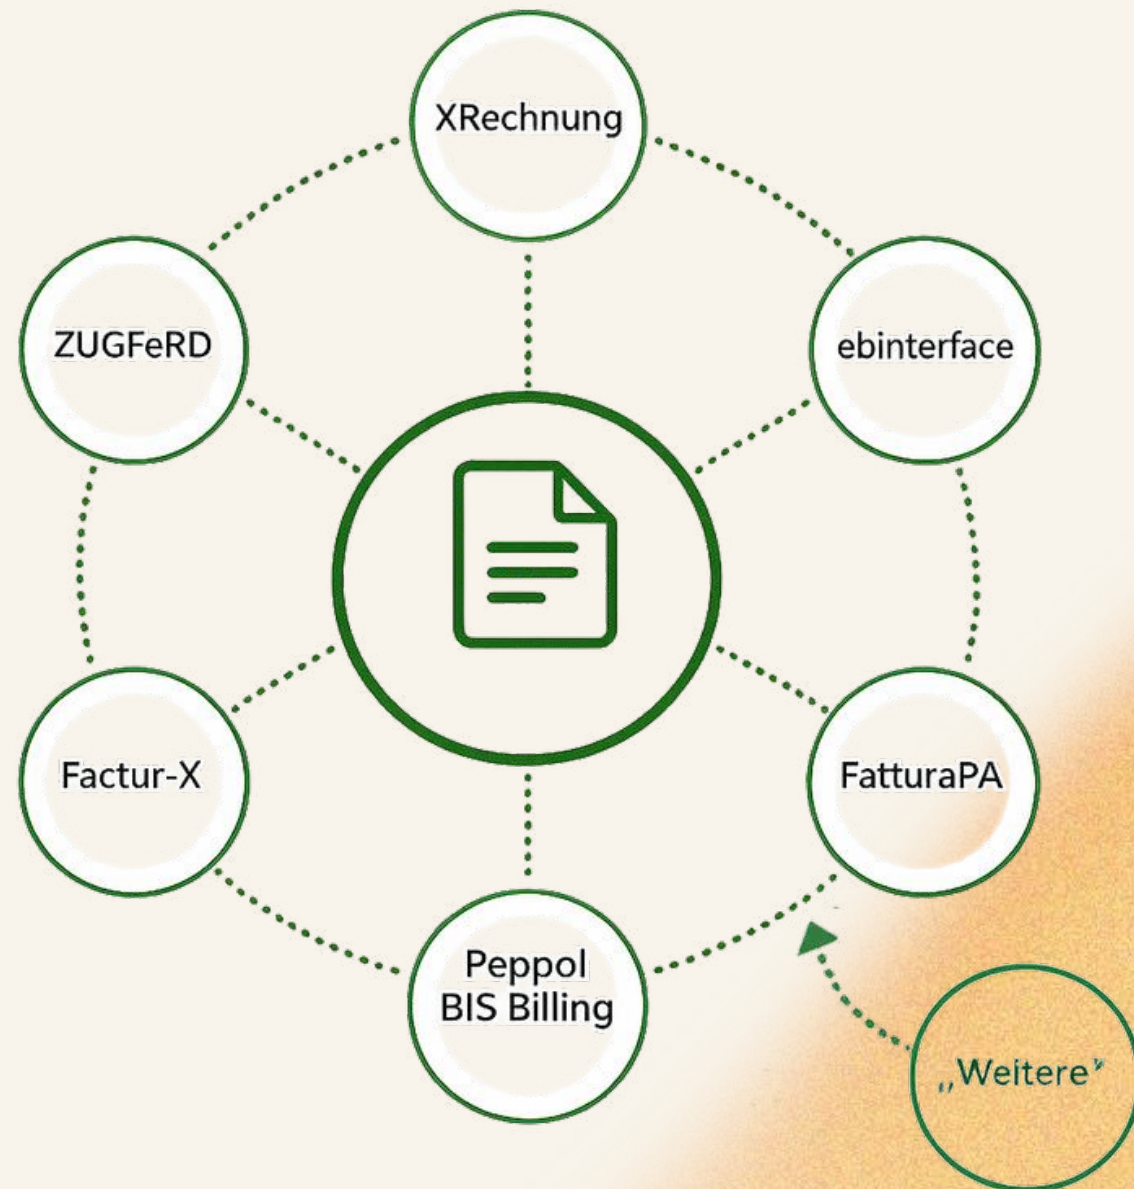 XRechnung
ZUGFeRD
ebinterface
Factur-X
FatturaPA
Peppol
BIS Billing
„Weitere"